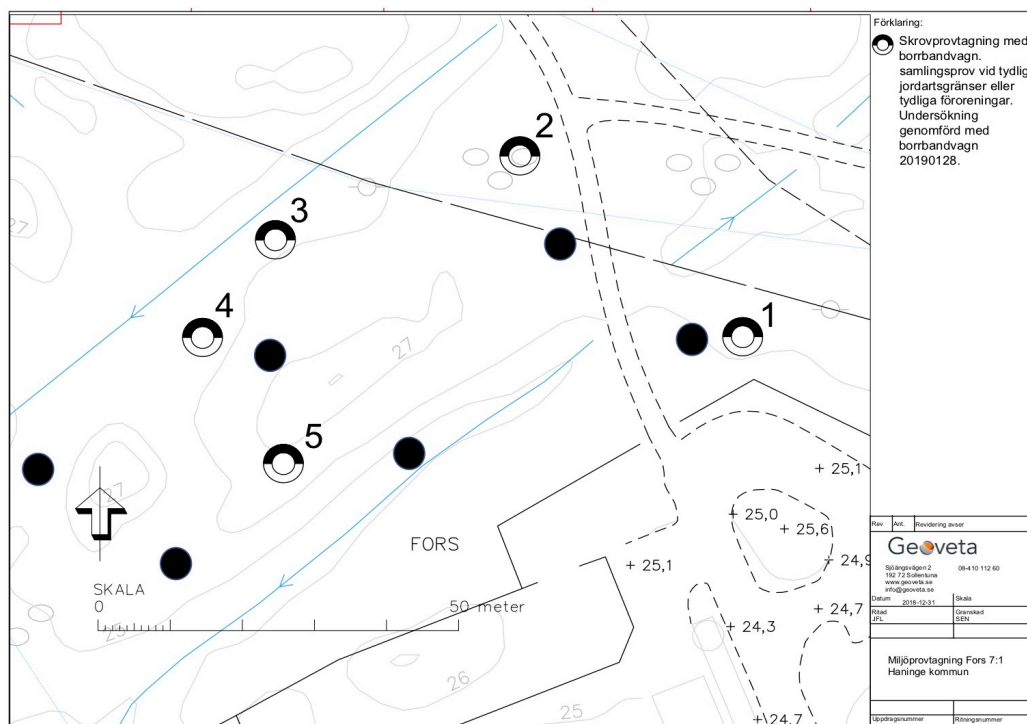 Förklaring:
Skrovprovtagning med
borrbandvagn.
samlingsprov vid tydlig
jordartsgränser eller
tydliga föroreningar.
Undersökning
genomförd med
borrbandvagn
20190128.
2
3
4
1
5
27
27
27
25,1
25,0
25,6
24,9
FORS
25,1
SKALA
0
50 meter
25
24,7
24,3
26
25
24,7
Rev Ant. Revidering avser
Geoveta
Sjöängsvägen 2 08-410 112 60
192 72 Sollentuna
www.geoveta.se
info@geoveta.se
Datum 2018-12-31 Skala
Ritad Granskad
JFL SEN
Miljöprovtagning Fors 7:1
Haninge kommun
Uppdragsnummer Ritningsnummer